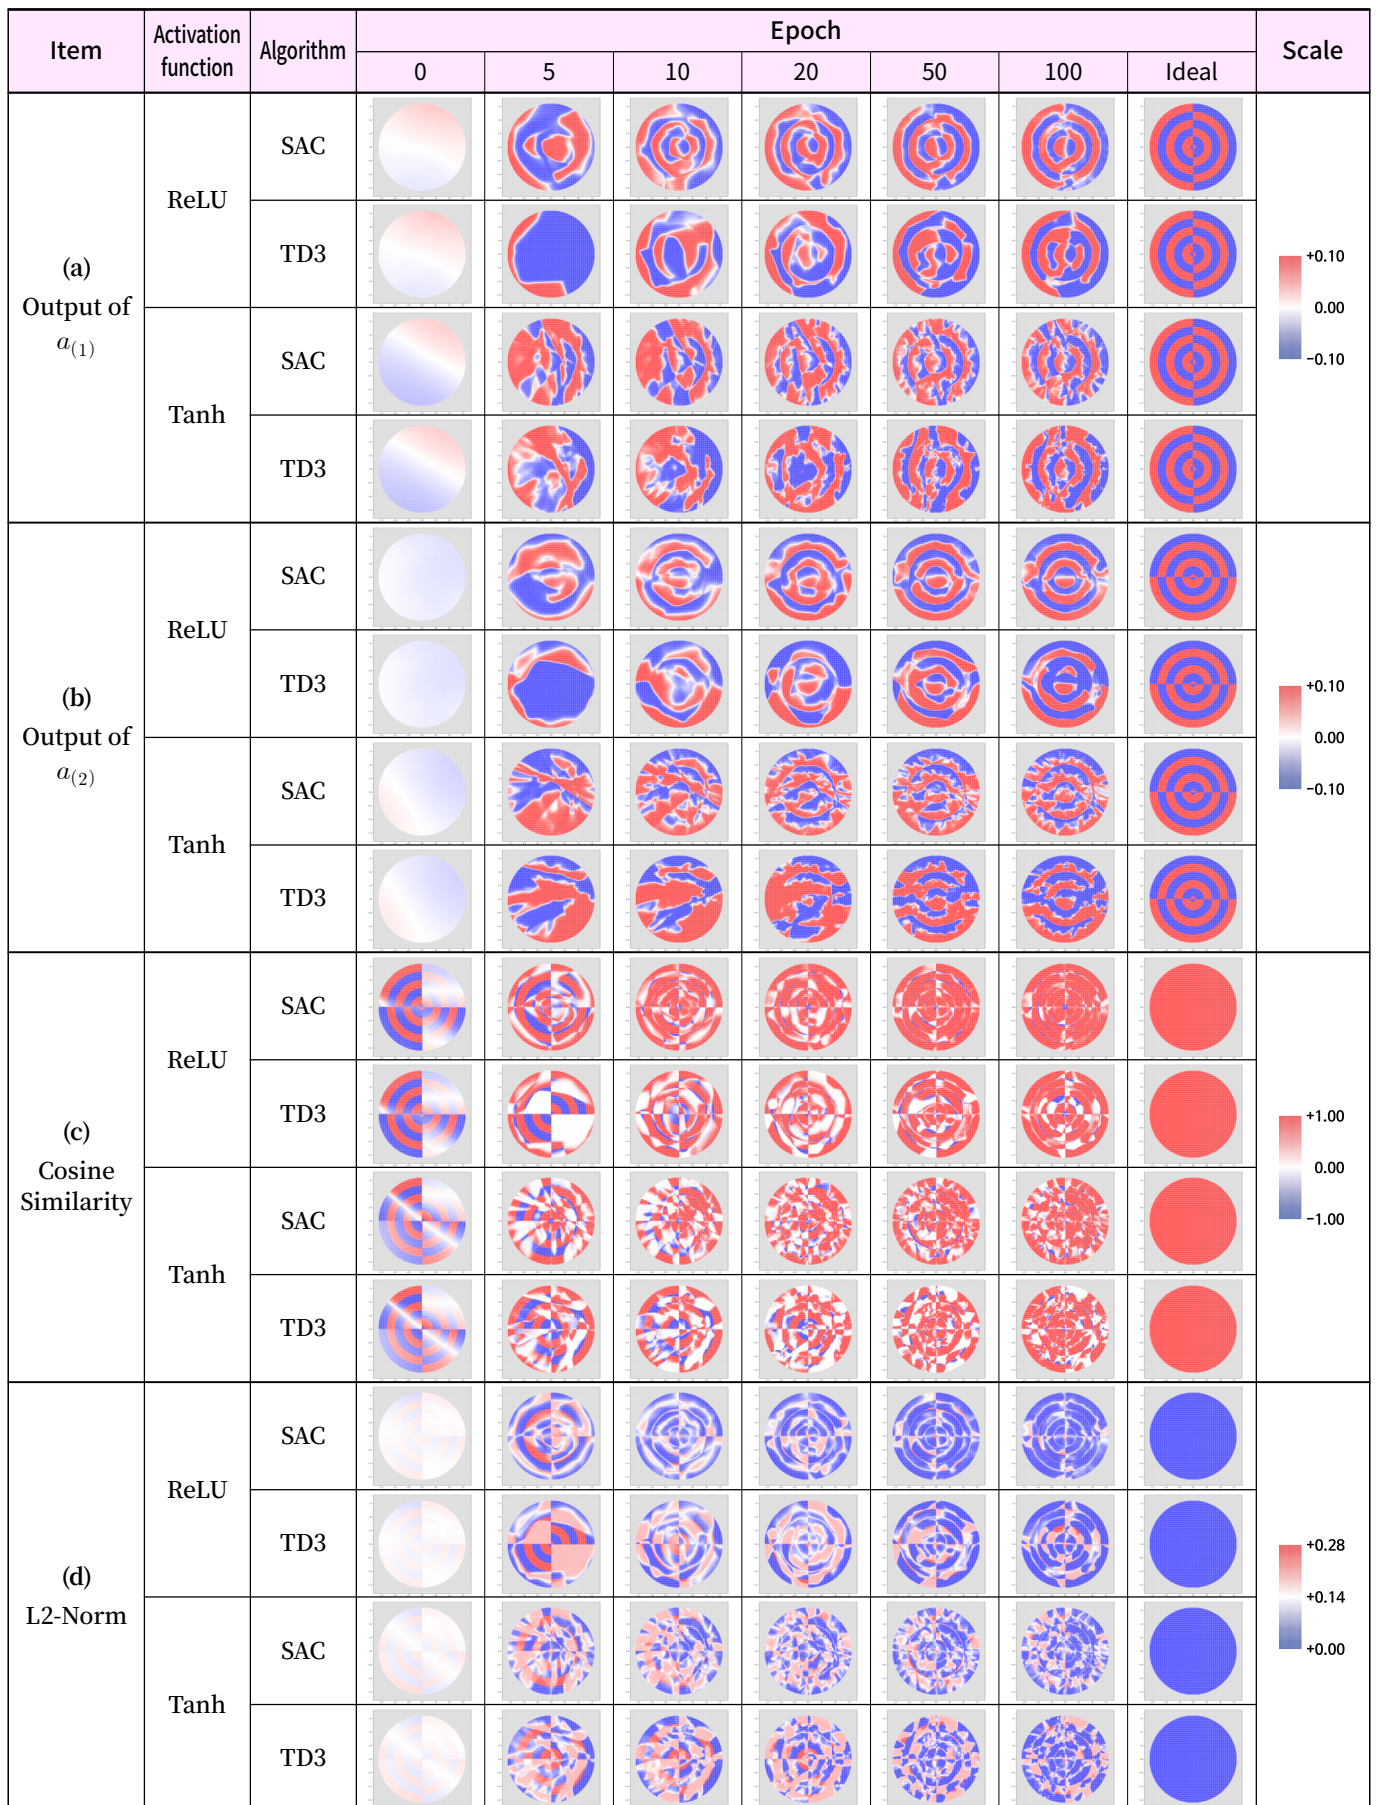 Item
Activation
function
Algorithm
Epoch
Scale
0
5
10
20
50
100
Ideal
(a)
Output of
a(1)
ReLU
SAC
TD3
Tanh
SAC
TD3
+0.10
0.00
−0.10
(b)
Output of
a(2)
ReLU
SAC
TD3
Tanh
SAC
TD3
+0.10
0.00
−0.10
(c)
Cosine
Similarity
ReLU
SAC
TD3
Tanh
SAC
TD3
+1.00
0.00
−1.00
(d)
L2-Norm
ReLU
SAC
TD3
Tanh
SAC
TD3
+0.28
+0.14
+0.00